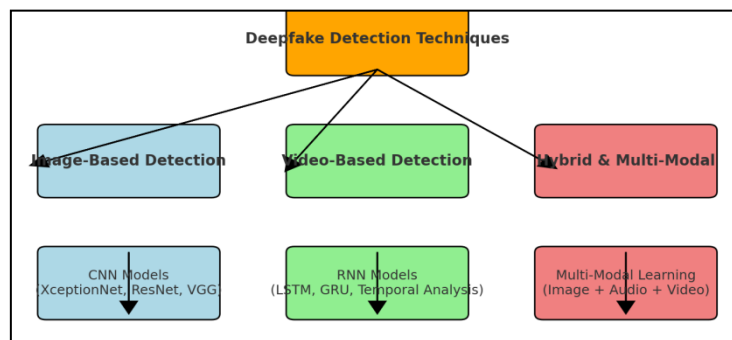 Deepfake Detection Techniques
Image-Based Detection
Video-Based Detection
Hybrid & Multi-Modal
CNN Models
(XceptionNet, ResNet, VGG)
RNN Models
(LSTM, GRU, Temporal Analysis)
Multi-Modal Learning
(Image + Audio + Video)